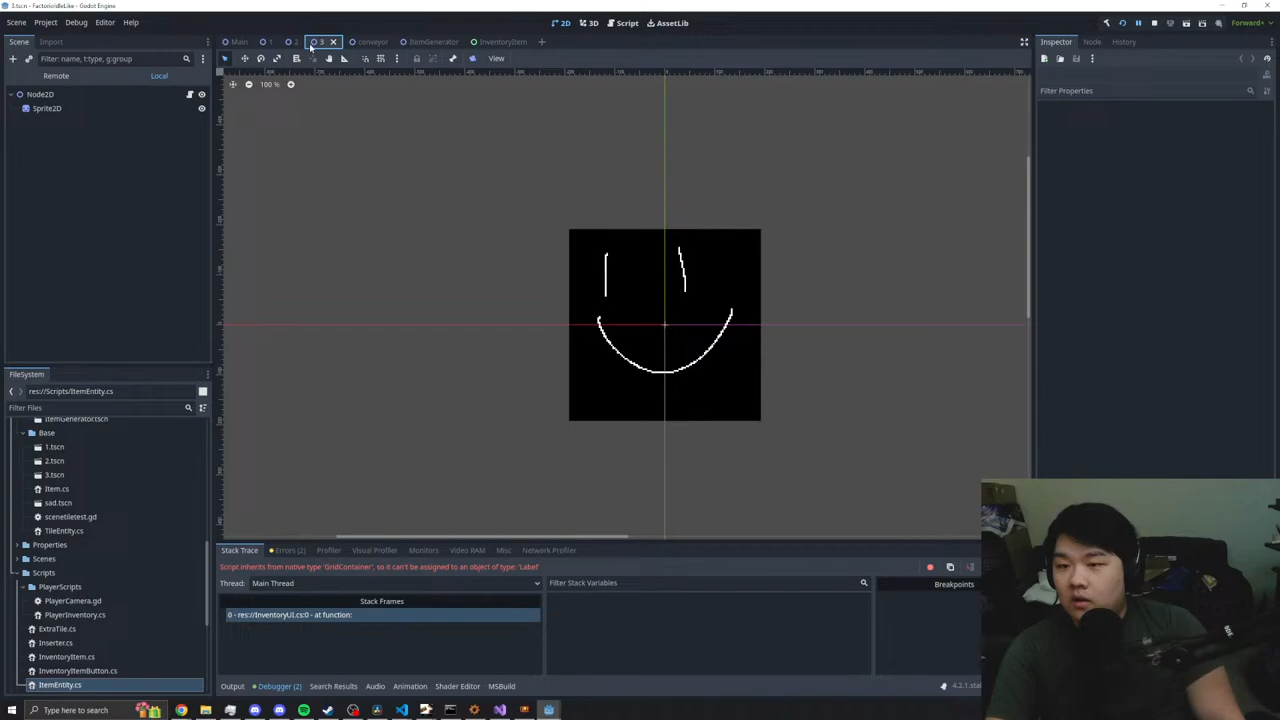 3.tscn - FactorioIdleLike - Godot Engine
Scene Project Debug Editor Help
2D 3D Script AssetLib
Forward+
Scene Import
Main 1 2 3 conveyor ItemGenerator InventoryItem
Inspector Node History
Filter: name, t:type, g:group
View
Remote Local
100 %
Filter Properties
Node2D
Sprite2D
FileSystem
res://Scripts/ItemEntity.cs
Filter Files
ItemGenerator.tscn
Base
1.tscn
2.tscn
3.tscn
Item.cs
sad.tscn
scenetiletest.gd
TileEntity.cs
Properties
Scenes
Scripts
PlayerScripts
PlayerCamera.gd
PlayerInventory.cs
ExtraTile.cs
Inserter.cs
InventoryItem.cs
InventoryItemButton.cs
ItemEntity.cs
Stack Trace Errors (2) Profiler Visual Profiler Monitors Video RAM Misc Network Profiler
Script inherits from native type 'GridContainer', so it can't be assigned to an object of type: 'Label'
Thread: Main Thread Filter Stack Variables Breakpoints
Stack Frames
0 - res://InventoryUI.cs:0 - at function:
Output Debugger (2) Search Results Audio Animation Shader Editor MSBuild
Type here to search